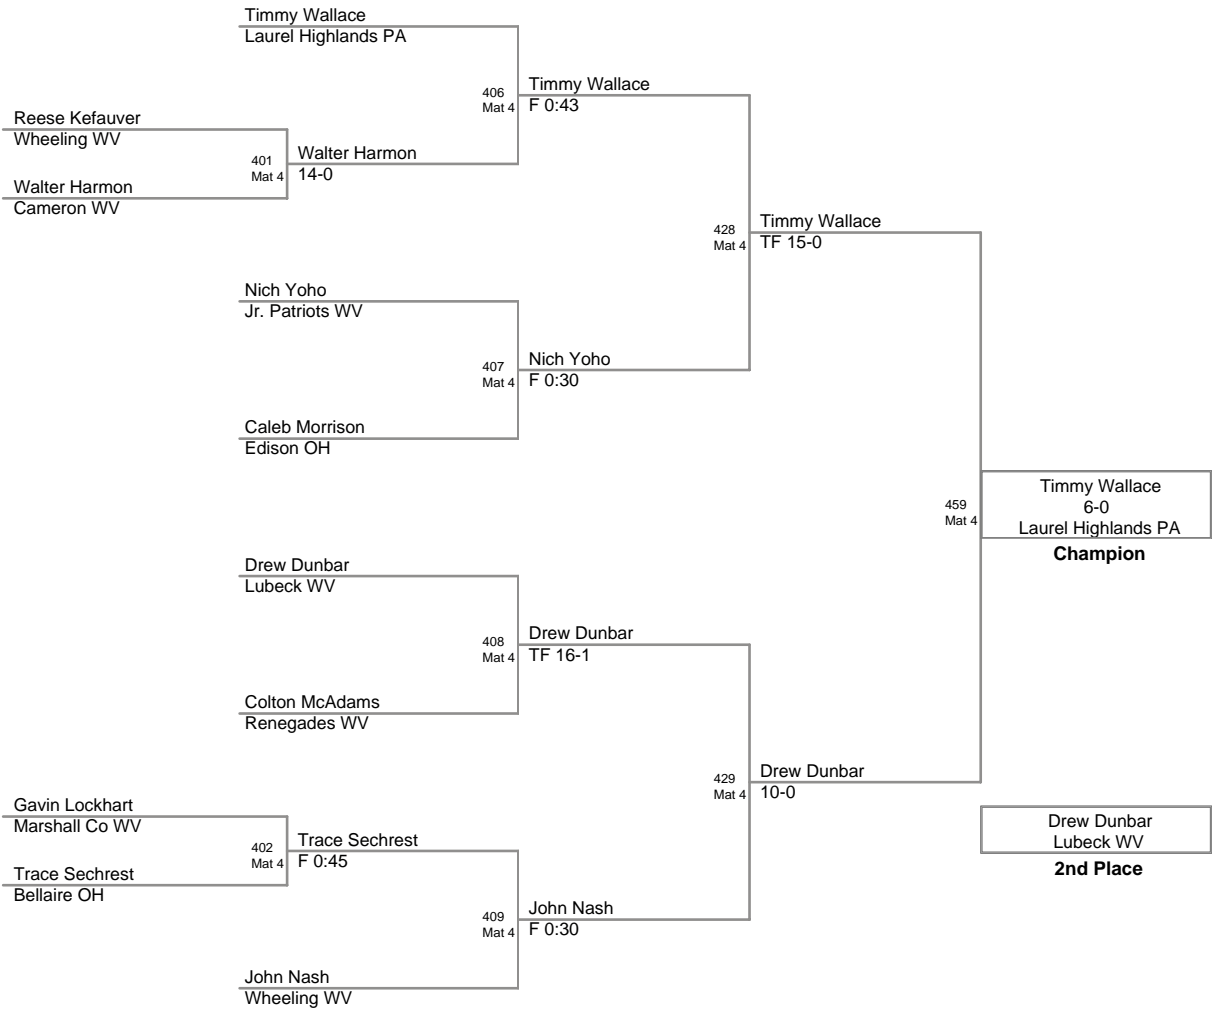 Timmy Wallace
Laurel Highlands PA
406
Mat 4
Timmy Wallace
F 0:43
Reese Kefauver
Wheeling WV
401
Mat 4
Walter Harmon
14-0
Walter Harmon
Cameron WV
428
Mat 4
Timmy Wallace
TF 15-0
Nich Yoho
Jr. Patriots WV
407
Mat 4
Nich Yoho
F 0:30
Caleb Morrison
Edison OH
459
Mat 4
Timmy Wallace
6-0
Laurel Highlands PA
Champion
Drew Dunbar
Lubeck WV
408
Mat 4
Drew Dunbar
TF 16-1
Colton McAdams
Renegades WV
429
Mat 4
Drew Dunbar
10-0
Gavin Lockhart
Marshall Co WV
402
Mat 4
Trace Sechrest
F 0:45
Trace Sechrest
Bellaire OH
Drew Dunbar
Lubeck WV
2nd Place
409
Mat 4
John Nash
F 0:30
John Nash
Wheeling WV